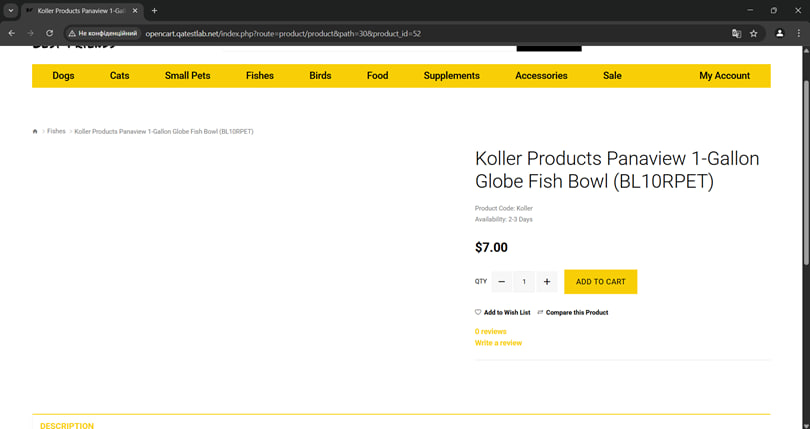 Koller Products Panaview 1-Gal
Не конфіденційний
opencart.qatestlab.net/index.php?route=product/product&path=30&product_id=52
Dogs Cats Small Pets Fishes Birds Food Supplements Accessories Sale My Account
Fishes > Koller Products Panaview 1-Gallon Globe Fish Bowl (BL10RPET)
Koller Products Panaview 1-Gallon
Globe Fish Bowl (BL10RPET)
Product Code: Koller
Availability: 2-3 Days
$7.00
QTY − 1 + ADD TO CART
Add to Wish List Compare this Product
0 reviews
Write a review
DESCRIPTION